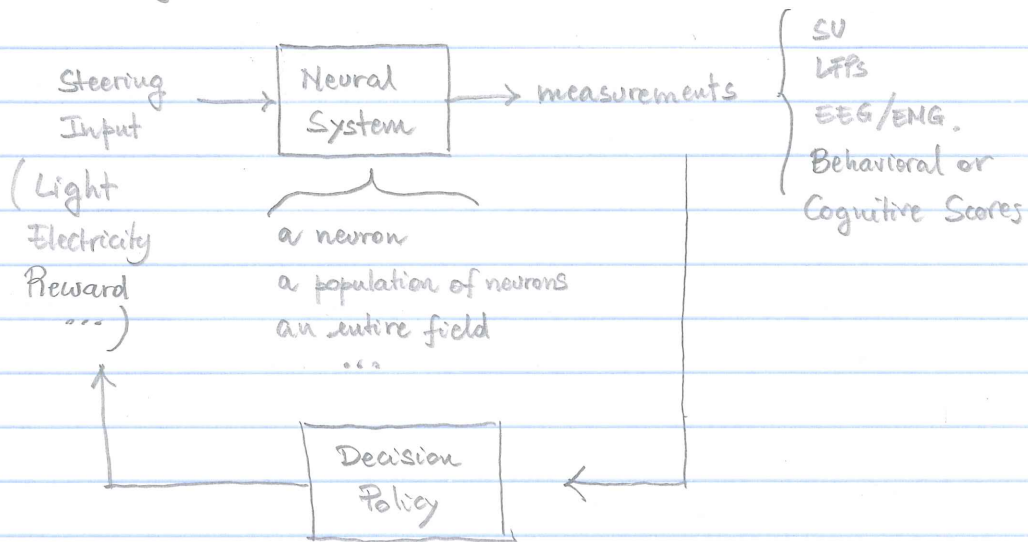 Steering
Input
Neural
System
measurements
SU
LFPs
EEG/EMG.
Behavioral or
Cognitive Scores
(Light
Electricity
Reward
...)
a neuron
a population of neurons
an entire field
...
Decision
Policy